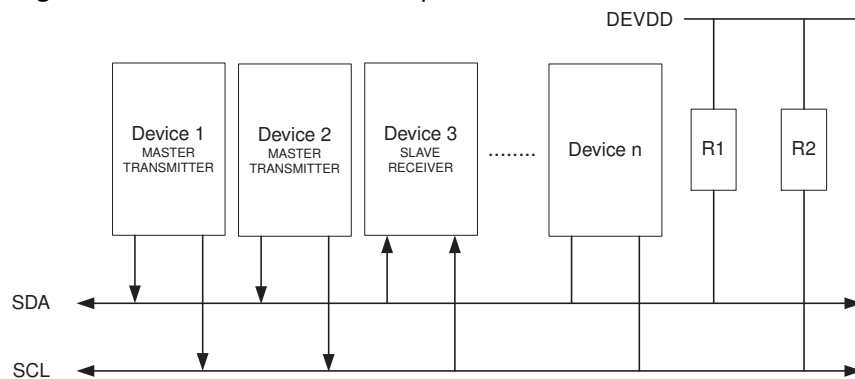 DEVDD
Device 1
MASTER
TRANSMITTER
Device 2
MASTER
TRANSMITTER
Device 3
SLAVE
RECEIVER
........
Device n
R1
R2
SDA
SCL